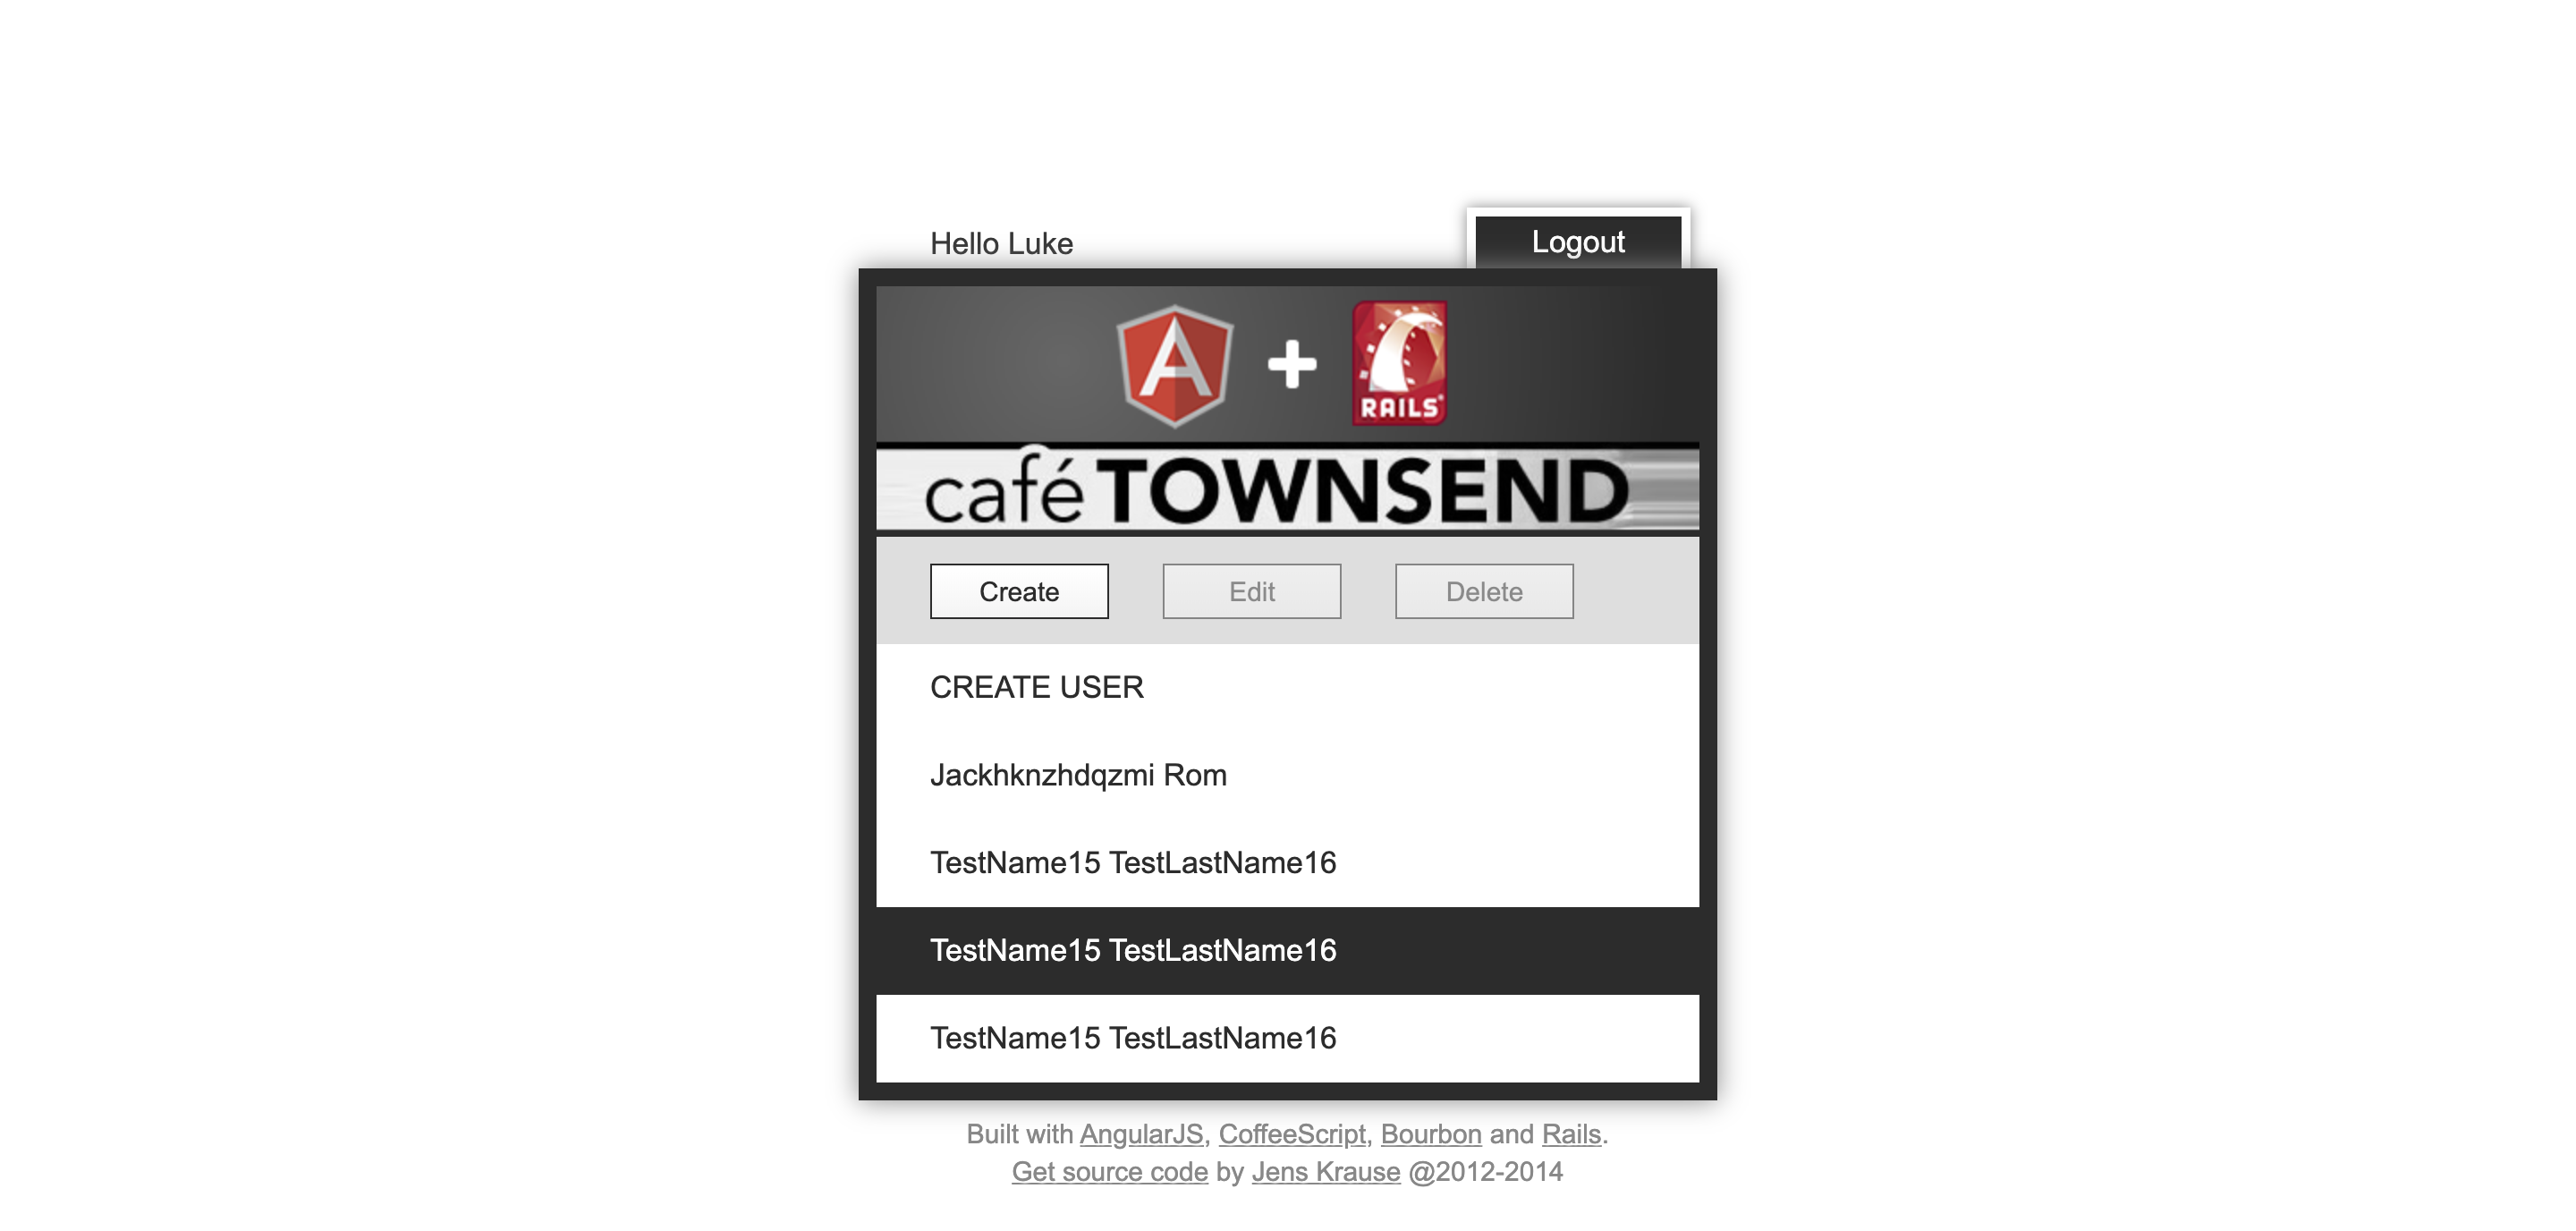 Hello Luke
Logout
A + RAILS
café TOWNSEND
Create Edit Delete
CREATE USER
Jackhknzhdqzmi Rom
TestName15 TestLastName16
TestName15 TestLastName16
TestName15 TestLastName16
Built with AngularJS, CoffeeScript, Bourbon and Rails.
Get source code by Jens Krause @2012-2014